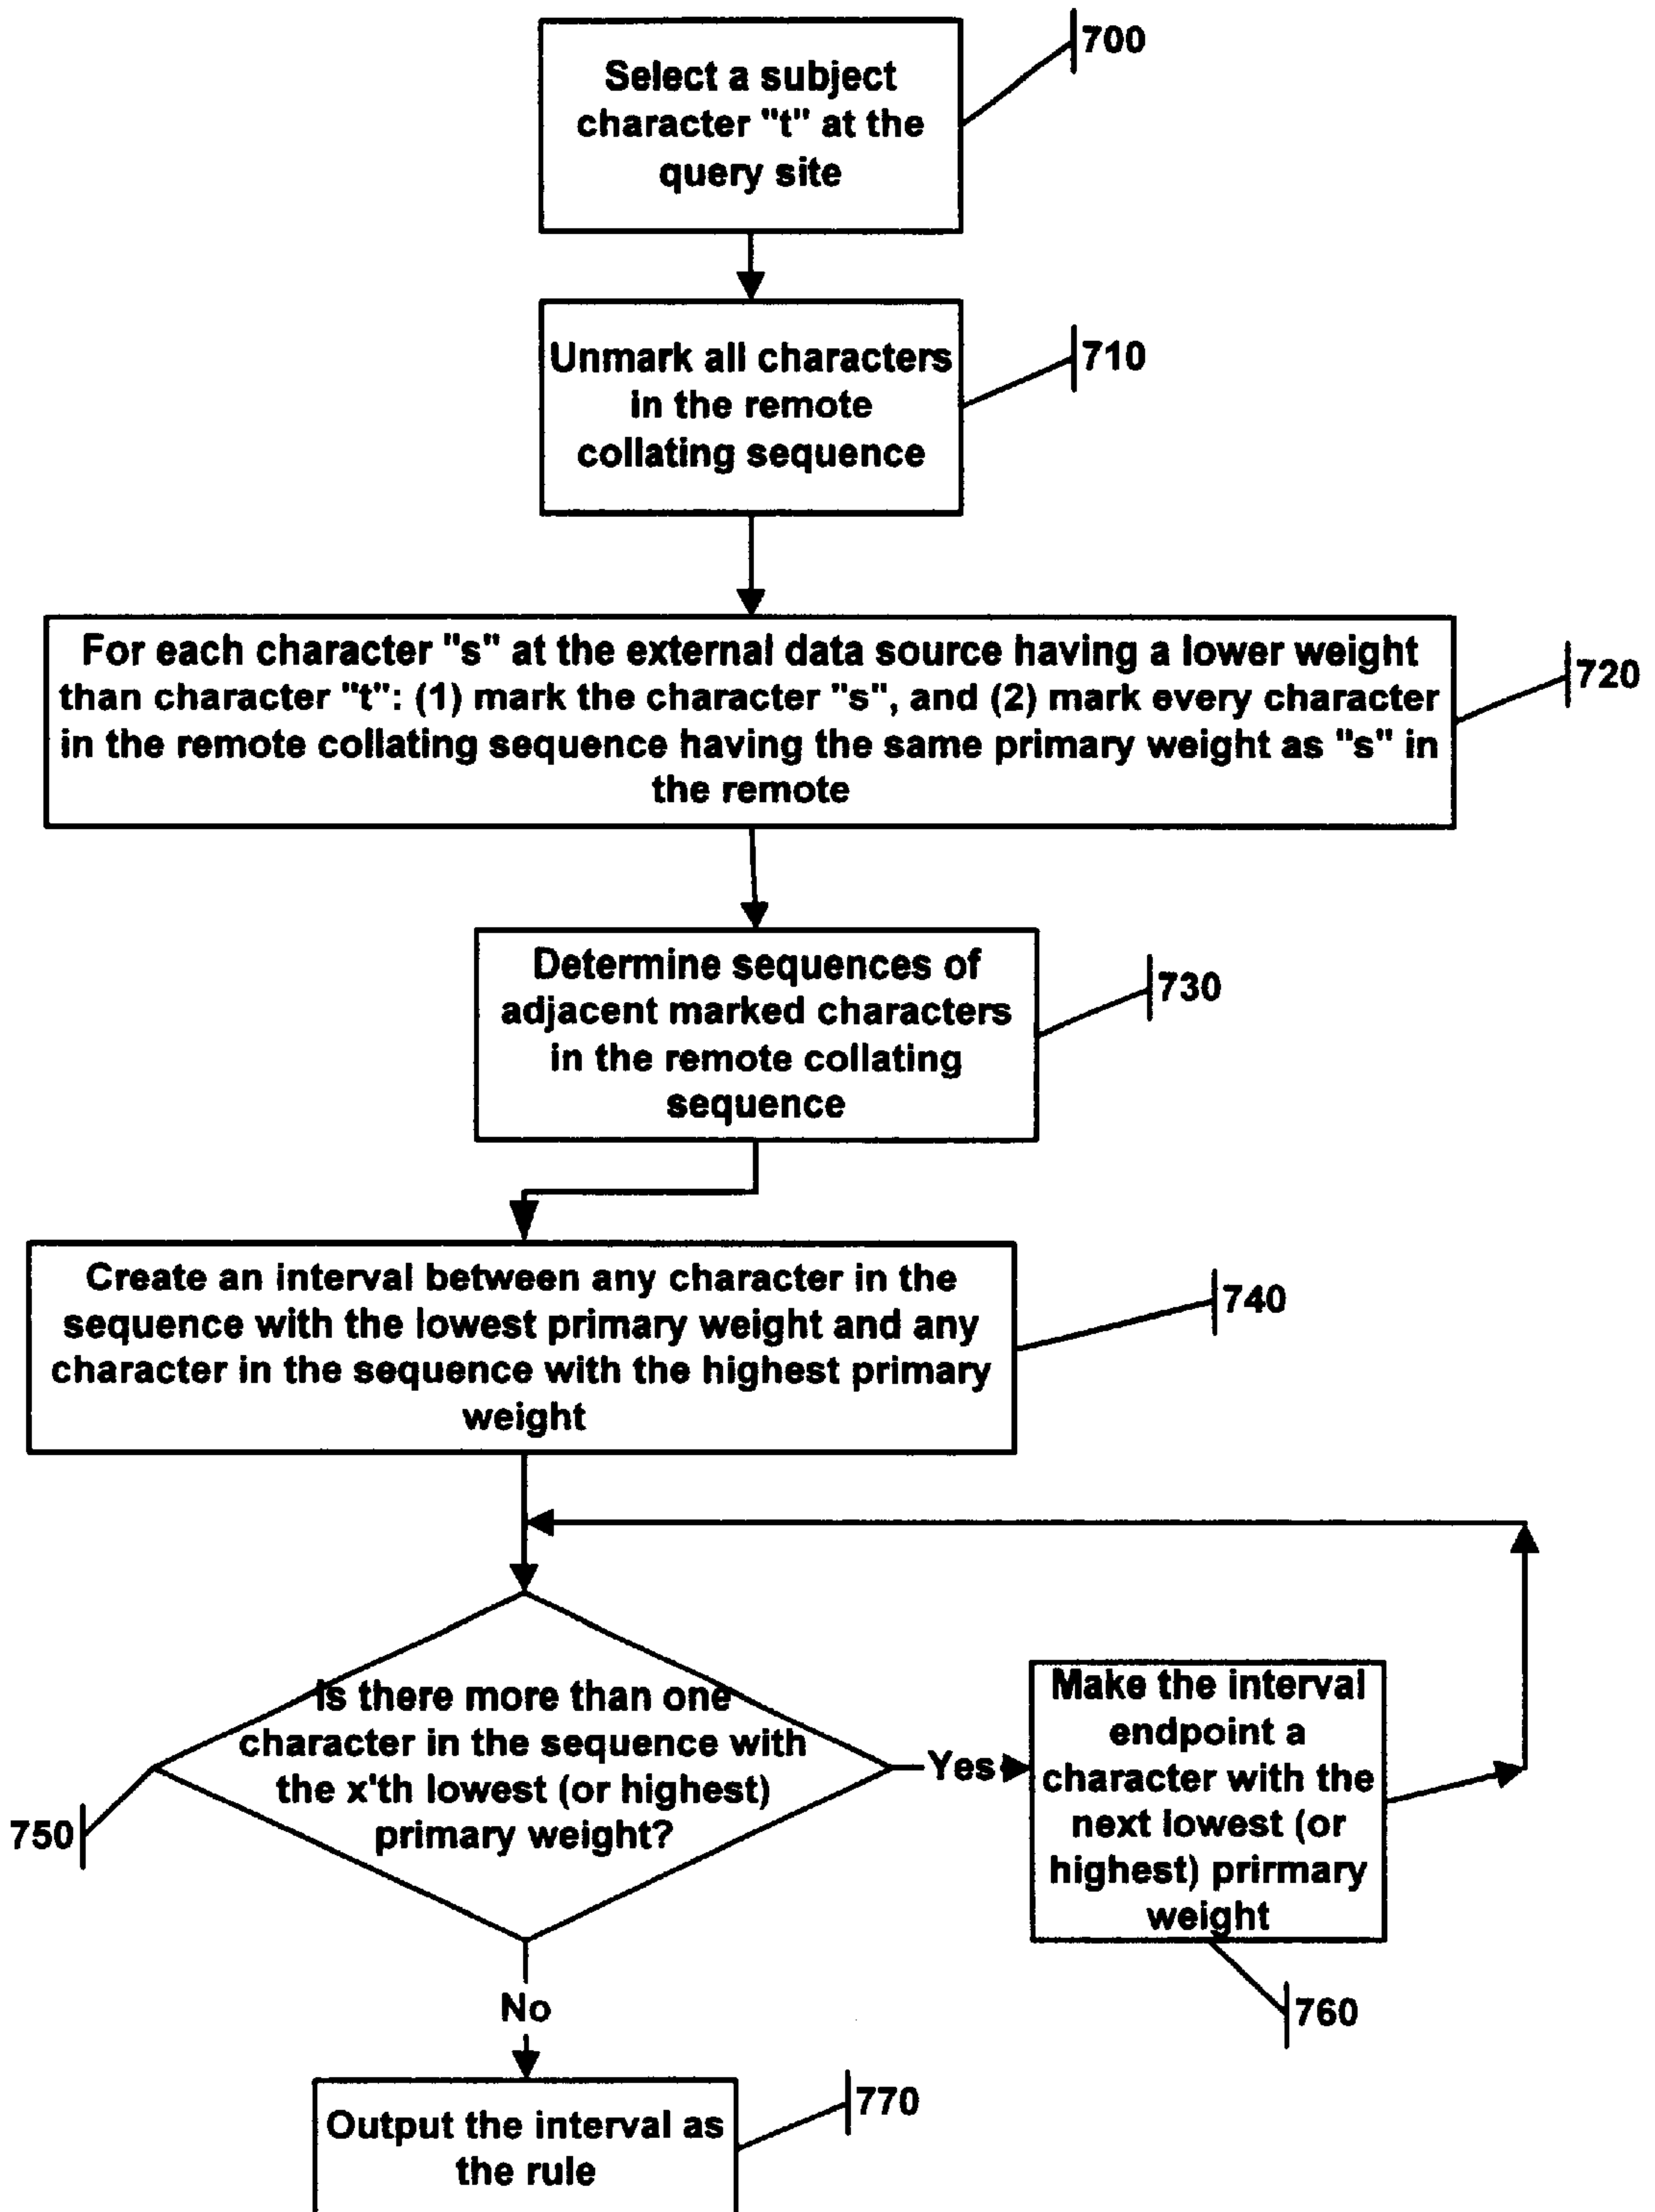 Select a subject
character "t" at the
query site
700
Unmark all characters
in the remote
collating sequence
710
For each character "s" at the external data source having a lower weight
than character "t": (1) mark the character "s", and (2) mark every character
in the remote collating sequence having the same primary weight as "s" in
the remote
720
Determine sequences of
adjacent marked characters
in the remote collating
sequence
730
Create an interval between any character in the
sequence with the lowest primary weight and any
character in the sequence with the highest primary
weight
740
Is there more than one
character in the sequence with
the x'th lowest (or highest)
primary weight?
750
Yes
Make the interval
endpoint a
character with the
next lowest (or
highest) prirmary
weight
760
No
Output the interval as
the rule
770